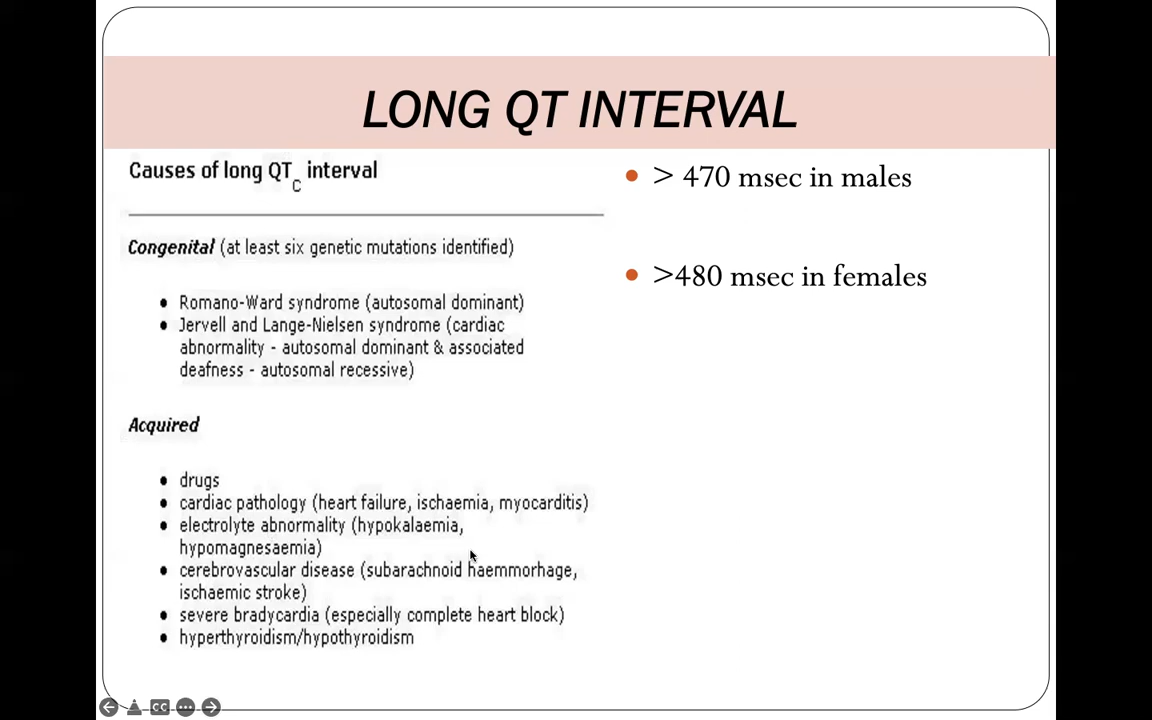 LONG QT INTERVAL
Causes of long QTC interval
Congenital (at least six genetic mutations identified)
• Romano-Ward syndrome (autosomal dominant)
• Jervell and Lange-Nielsen syndrome (cardiac
abnormality - autosomal dominant & associated
deafness - autosomal recessive)
Acquired
• drugs
• cardiac pathology (heart failure, ischaemia, myocarditis)
• electrolyte abnormality (hypokalaemia,
hypomagnesaemia)
• cerebrovascular disease (subarachnoid haemmorhage,
ischaemic stroke)
• severe bradycardia (especially complete heart block)
• hyperthyroidism/hypothyroidism
• > 470 msec in males
• >480 msec in females
CC